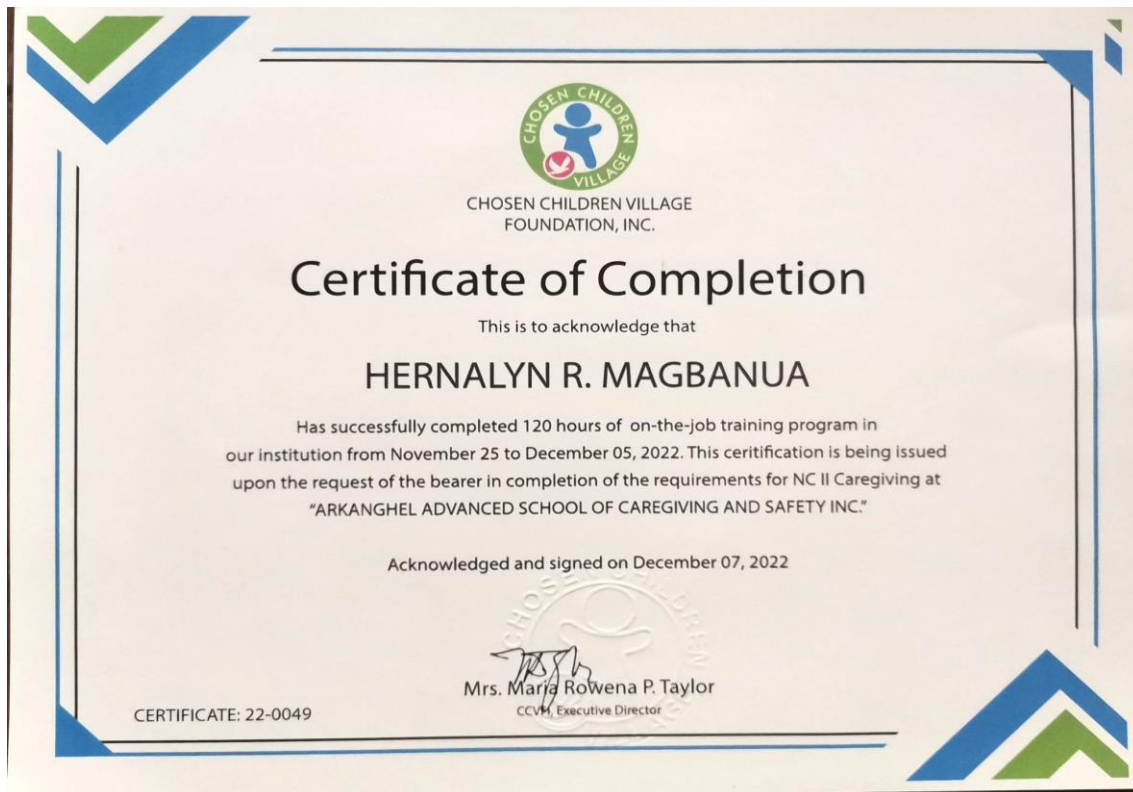 CHOSEN CHILDREN
VILLAGE
CHOSEN CHILDREN VILLAGE
FOUNDATION, INC.
Certificate of Completion
This is to acknowledge that
HERNALYN R. MAGBANUA
Has successfully completed 120 hours of on-the-job training program in
our institution from November 25 to December 05, 2022. This ceritification is being issued
upon the request of the bearer in completion of the requirements for NC II Caregiving at
"ARKANGHEL ADVANCED SCHOOL OF CAREGIVING AND SAFETY INC."
Acknowledged and signed on December 07, 2022
CHOSEN CHILDREN
VILLAGE
Mrs. Maria Rowena P. Taylor
CCVM, Executive Director
CERTIFICATE: 22-0049